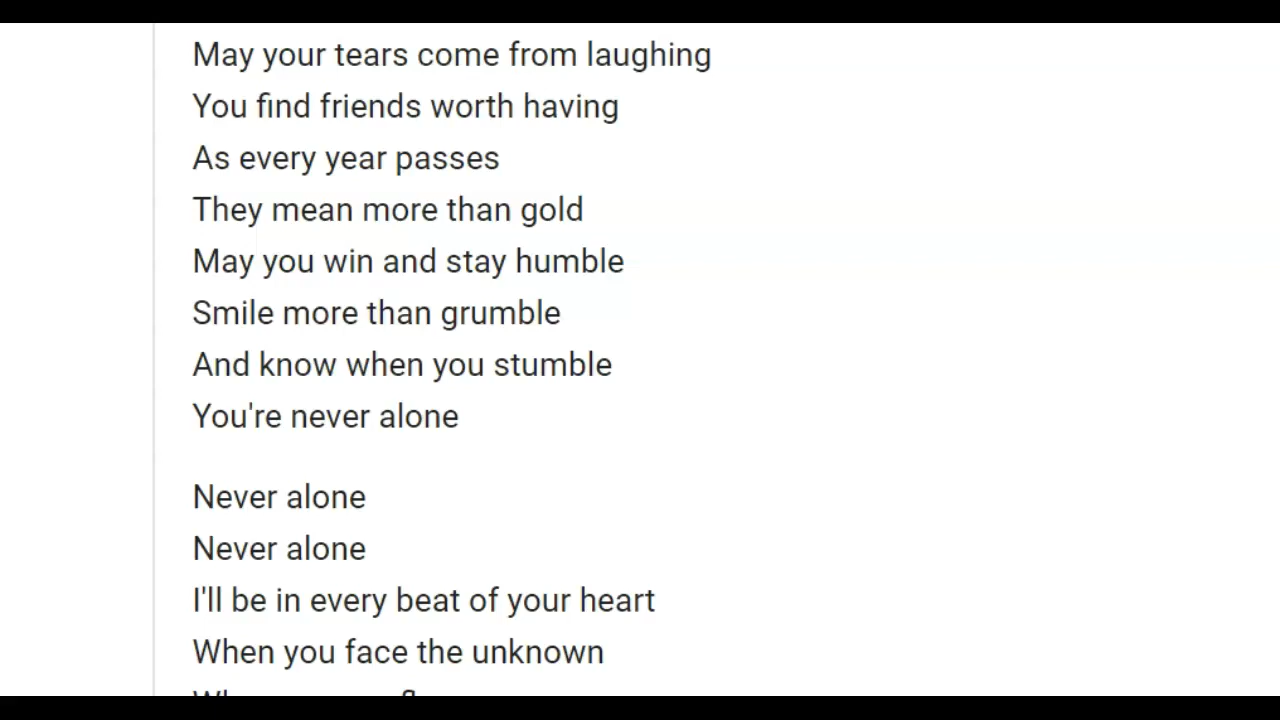 May your tears come from laughing
You find friends worth having
As every year passes
They mean more than gold
May you win and stay humble
Smile more than grumble
And know when you stumble
You're never alone
Never alone
Never alone
I'll be in every beat of your heart
When you face the unknown